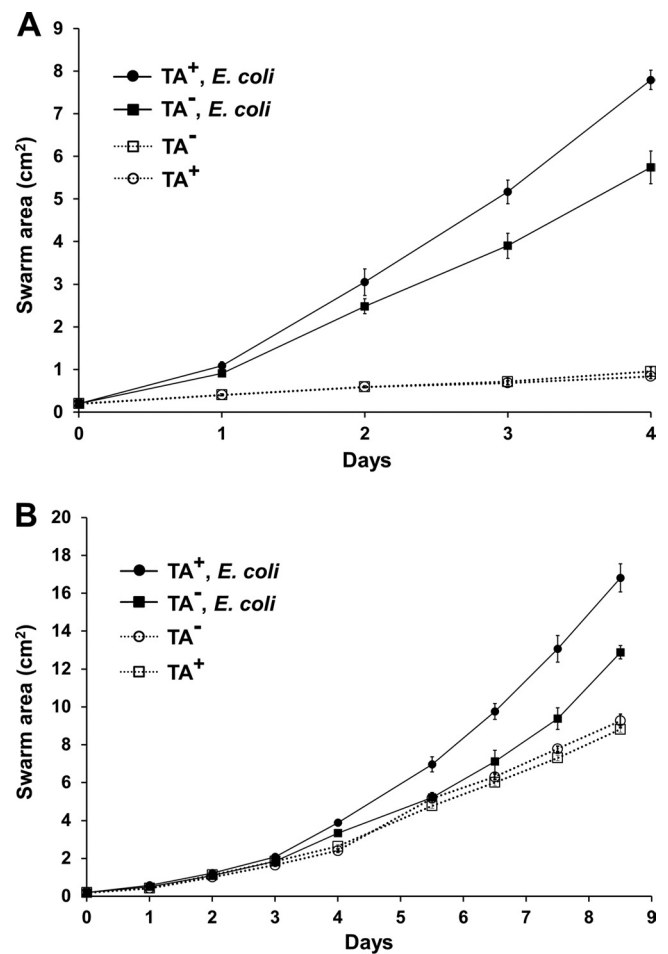 A
9
8
7
6
5
4
3
2
1
0
Swarm area (cm²)
TA⁺, E. coli
TA⁻, E. coli
TA⁻
TA⁺
0 1 2 3 4
Days
B
20
18
16
14
12
10
8
6
4
2
0
Swarm area (cm²)
TA⁺, E. coli
TA⁻, E. coli
TA⁻
TA⁺
0 1 2 3 4 5 6 7 8 9
Days